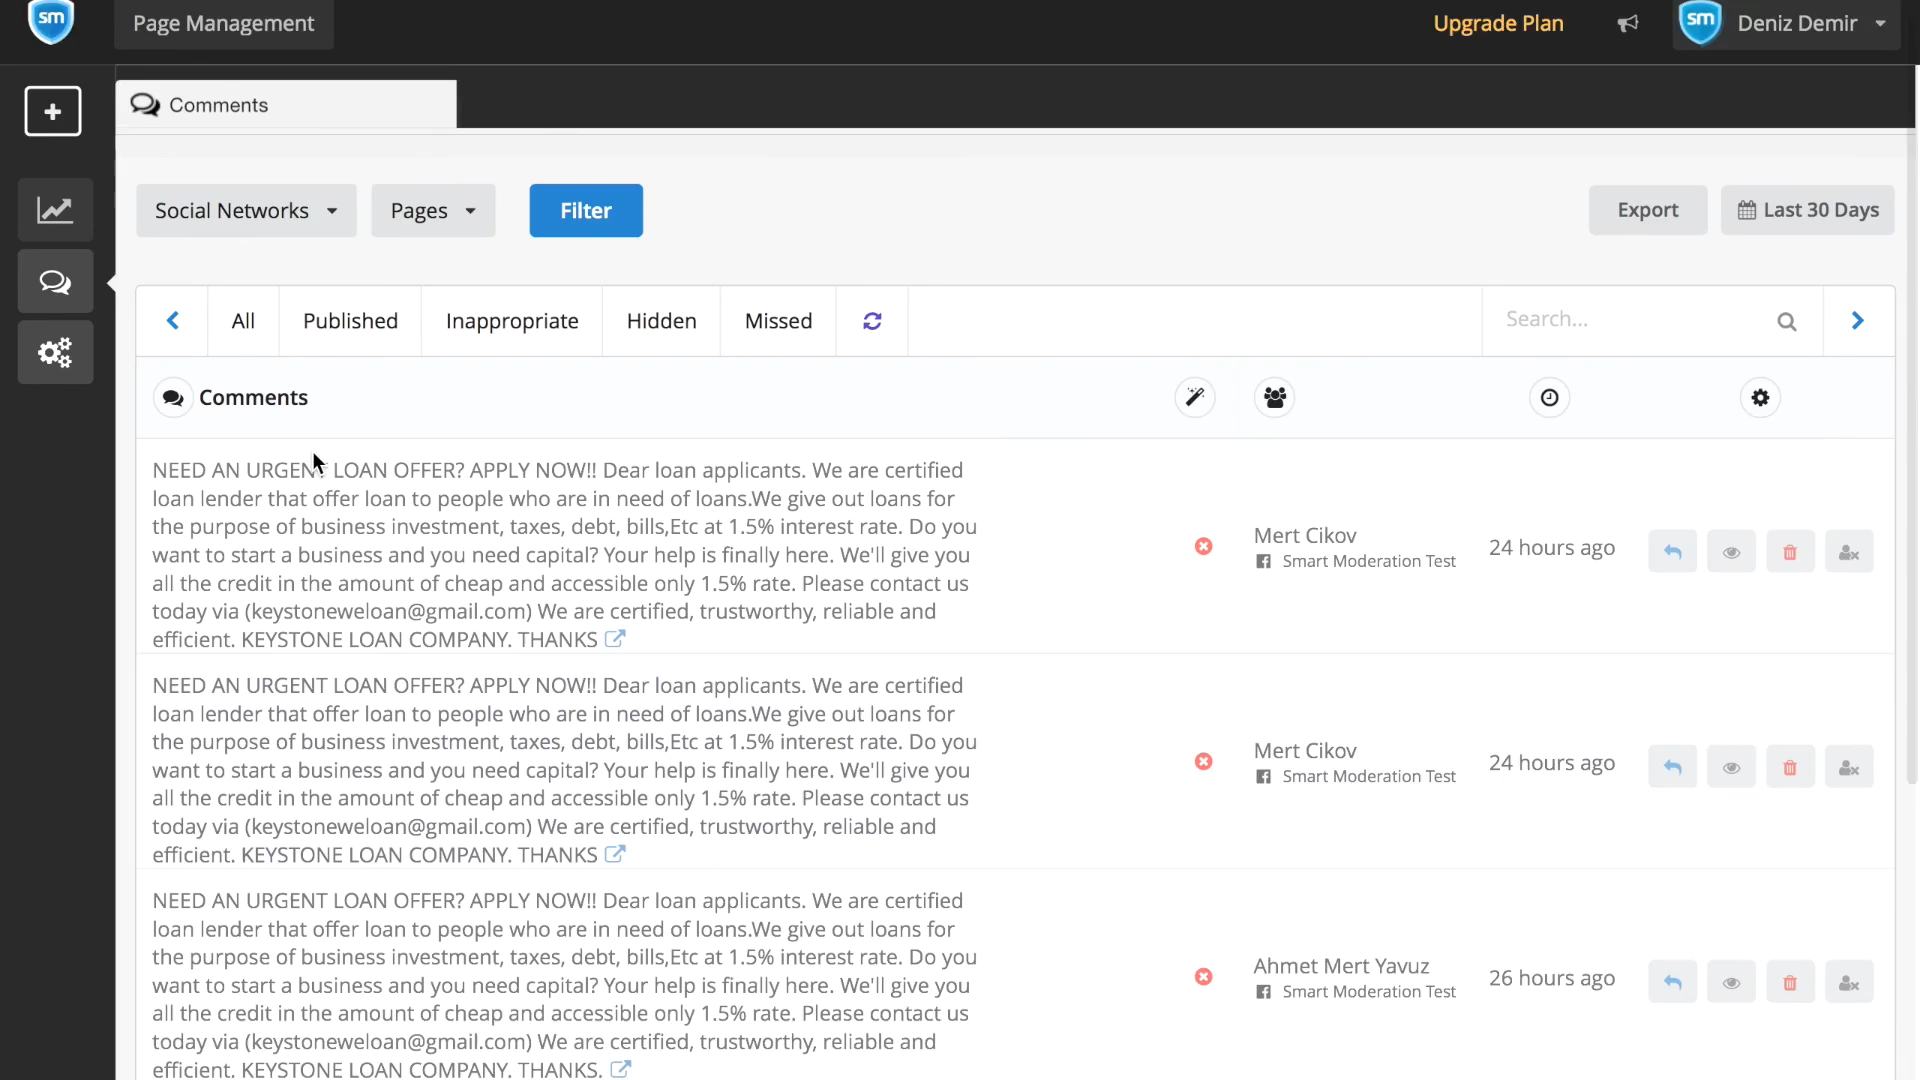 sm
Page Management
Upgrade Plan
sm
Deniz Demir
Comments
Social Networks
Pages
Filter
Export
Last 30 Days
All
Published
Inappropriate
Hidden
Missed
Search...
Comments
NEED AN URGENT LOAN OFFER? APPLY NOW!! Dear loan applicants. We are certified
loan lender that offer loan to people who are in need of loans.We give out loans for
the purpose of business investment, taxes, debt, bills,Etc at 1.5% interest rate. Do you
want to start a business and you need capital? Your help is finally here. We'll give you
all the credit in the amount of cheap and accessible only 1.5% rate. Please contact us
today via (keystoneweloan@gmail.com) We are certified, trustworthy, reliable and
efficient. KEYSTONE LOAN COMPANY. THANKS
Mert Cikov
Smart Moderation Test
24 hours ago
NEED AN URGENT LOAN OFFER? APPLY NOW!! Dear loan applicants. We are certified
loan lender that offer loan to people who are in need of loans.We give out loans for
the purpose of business investment, taxes, debt, bills,Etc at 1.5% interest rate. Do you
want to start a business and you need capital? Your help is finally here. We'll give you
all the credit in the amount of cheap and accessible only 1.5% rate. Please contact us
today via (keystoneweloan@gmail.com) We are certified, trustworthy, reliable and
efficient. KEYSTONE LOAN COMPANY. THANKS
Mert Cikov
Smart Moderation Test
24 hours ago
NEED AN URGENT LOAN OFFER? APPLY NOW!! Dear loan applicants. We are certified
loan lender that offer loan to people who are in need of loans.We give out loans for
the purpose of business investment, taxes, debt, bills,Etc at 1.5% interest rate. Do you
want to start a business and you need capital? Your help is finally here. We'll give you
all the credit in the amount of cheap and accessible only 1.5% rate. Please contact us
today via (keystoneweloan@gmail.com) We are certified, trustworthy, reliable and
efficient. KEYSTONE LOAN COMPANY. THANKS.
Ahmet Mert Yavuz
Smart Moderation Test
26 hours ago